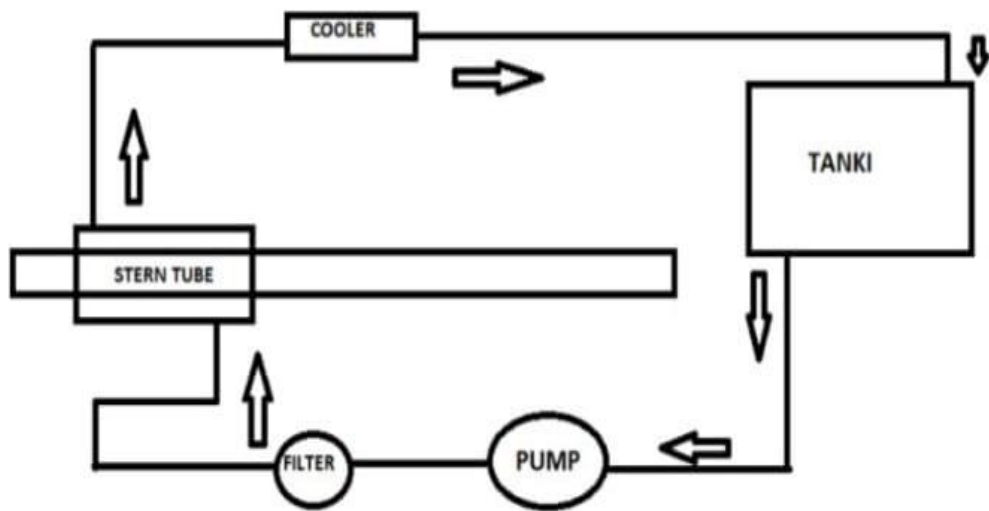 COOLER
TANKI
STERN TUBE
FILTER
PUMP